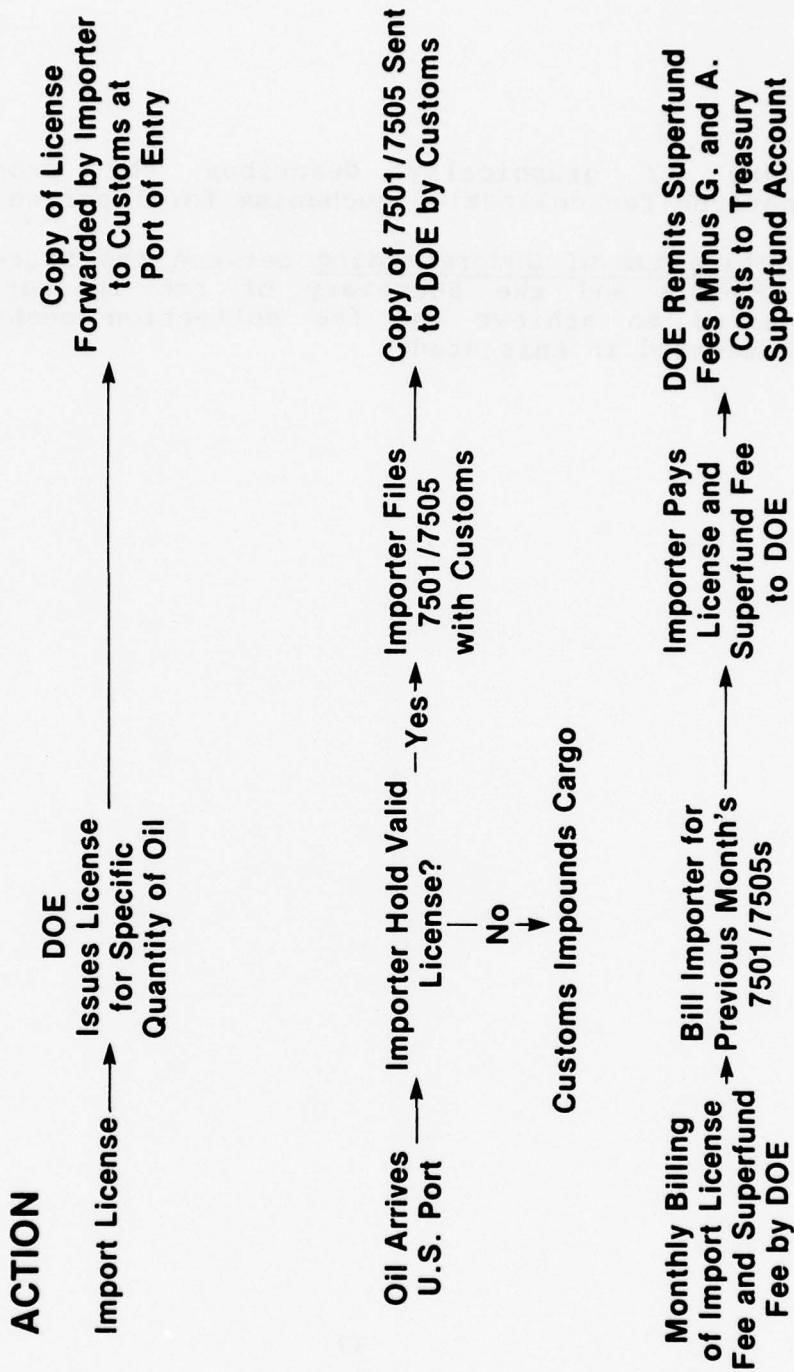 ACTION
Import License
DOE
Issues License
for Specific
Quantity of Oil
Copy of License
Forwarded by Importer
to Customs at
Port of Entry
Oil Arrives
U.S. Port
Importer Hold Valid
License?
Yes
No
Customs Impounds Cargo
Importer Files
7501/7505
with Customs
Copy of 7501/7505 Sent
to DOE by Customs
Monthly Billing
of Import License
Fee and Superfund
Fee by DOE
Bill Importer for
Previous Month's
7501/7505s
Importer Pays
License and
Superfund Fee
to DOE
DOE Remits Superfund
Fees Minus G. and A.
Costs to Treasury
Superfund Account